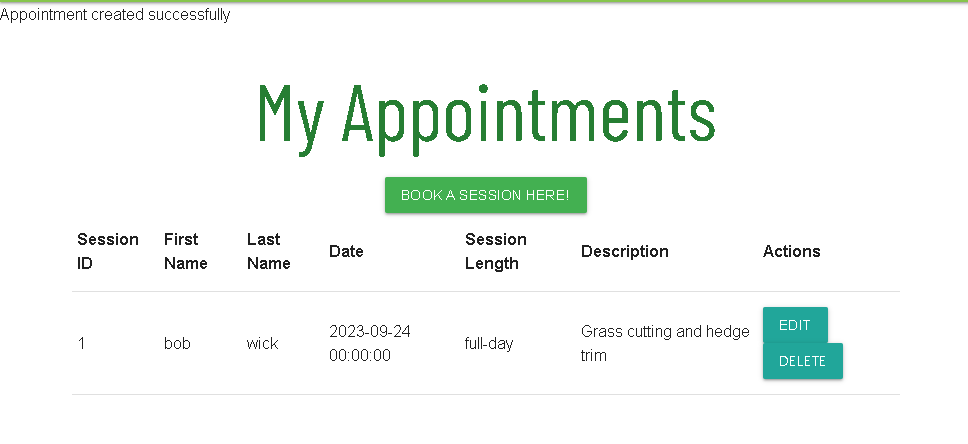 Appointment created successfully
My Appointments
BOOK A SESSION HERE!
Session ID First Name Last Name Date Session Length Description Actions
1 bob wick 2023-09-24 00:00:00 full-day Grass cutting and hedge trim EDIT
DELETE